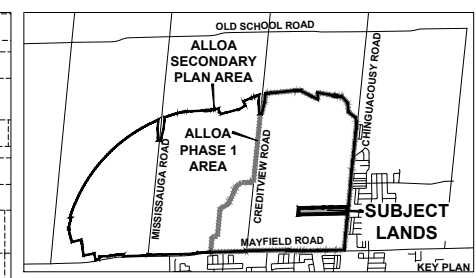 OLD SCHOOL ROAD
ALLOA
SECONDARY
PLAN AREA
CHINGUACOUSY ROAD
ALLOA
PHASE 1
AREA
MISSISSAUGA ROAD
CREDITVIEW ROAD
SUBJECT
LANDS
MAYFIELD ROAD
KEY PLAN